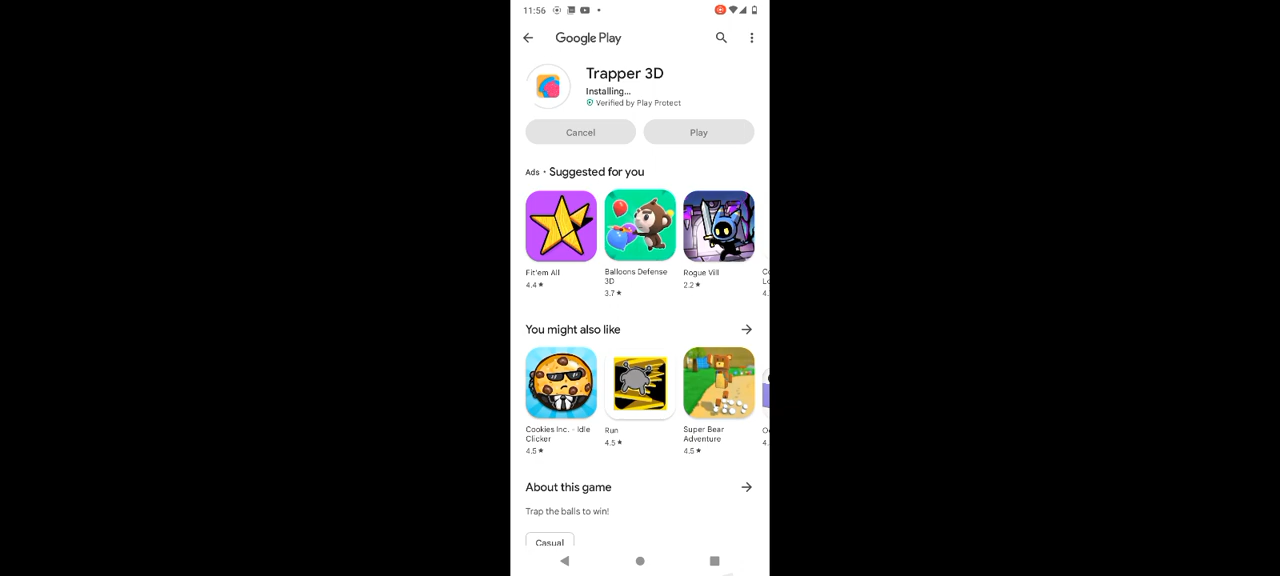 11:56
Google Play
Trapper 3D
Installing...
Verified by Play Protect
Cancel Play
Ads • Suggested for you
Fit'em All Balloons Defense 3D Rogue Vill
4.4★ 3.7★ 2.2★
You might also like
Cookies Inc. - Idle Clicker Run Super Bear Adventure
4.5★ 4.5★ 4.5★
About this game
Trap the balls to win!
Casual